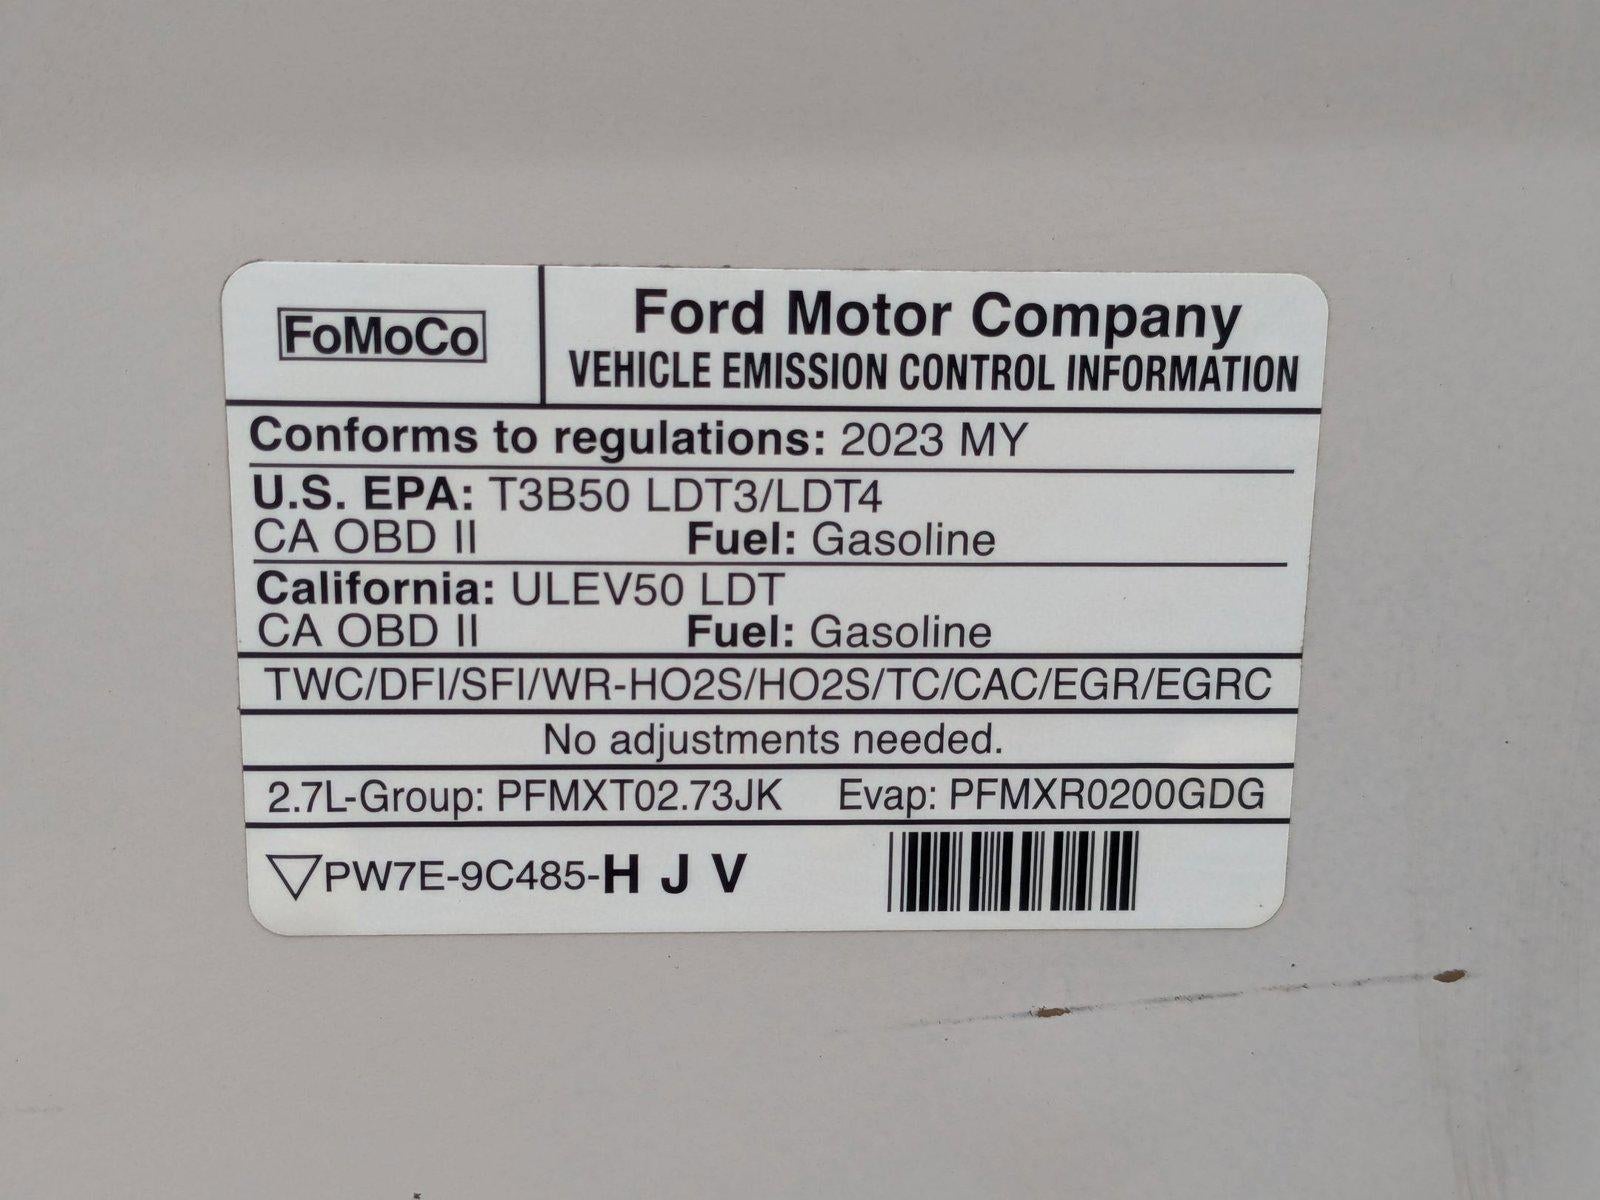 FoMoCo
Ford Motor Company
VEHICLE EMISSION CONTROL INFORMATION
Conforms to regulations: 2023 MY
U.S. EPA: T3B50 LDT3/LDT4
CA OBD II Fuel: Gasoline
California: ULEV50 LDT
CA OBD II Fuel: Gasoline
TWC/DFI/SFI/WR-HO2S/HO2S/TC/CAC/EGR/EGRC
No adjustments needed.
2.7L-Group: PFMXT02.73JK Evap: PFMXR0200GDG
PW7E-9C485-H J V